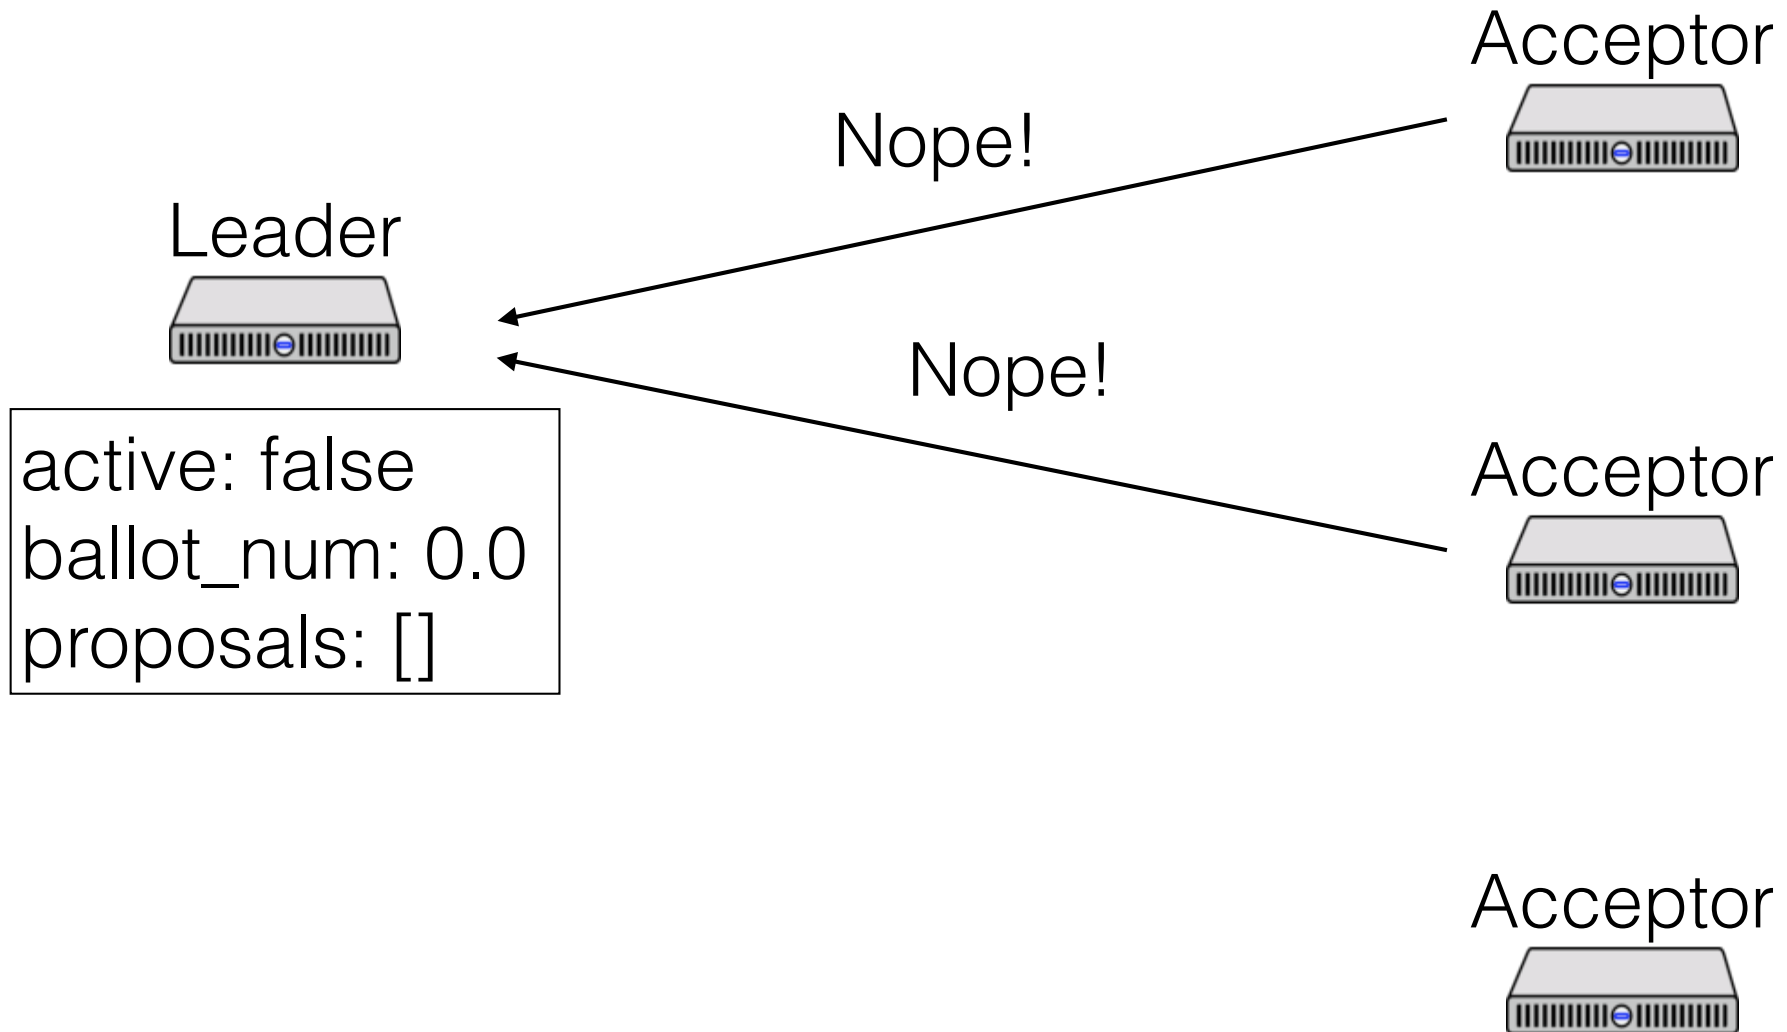 Acceptor
Nope!
Leader
Nope!
active: false
ballot_num: 0.0
proposals: []
Acceptor
Acceptor